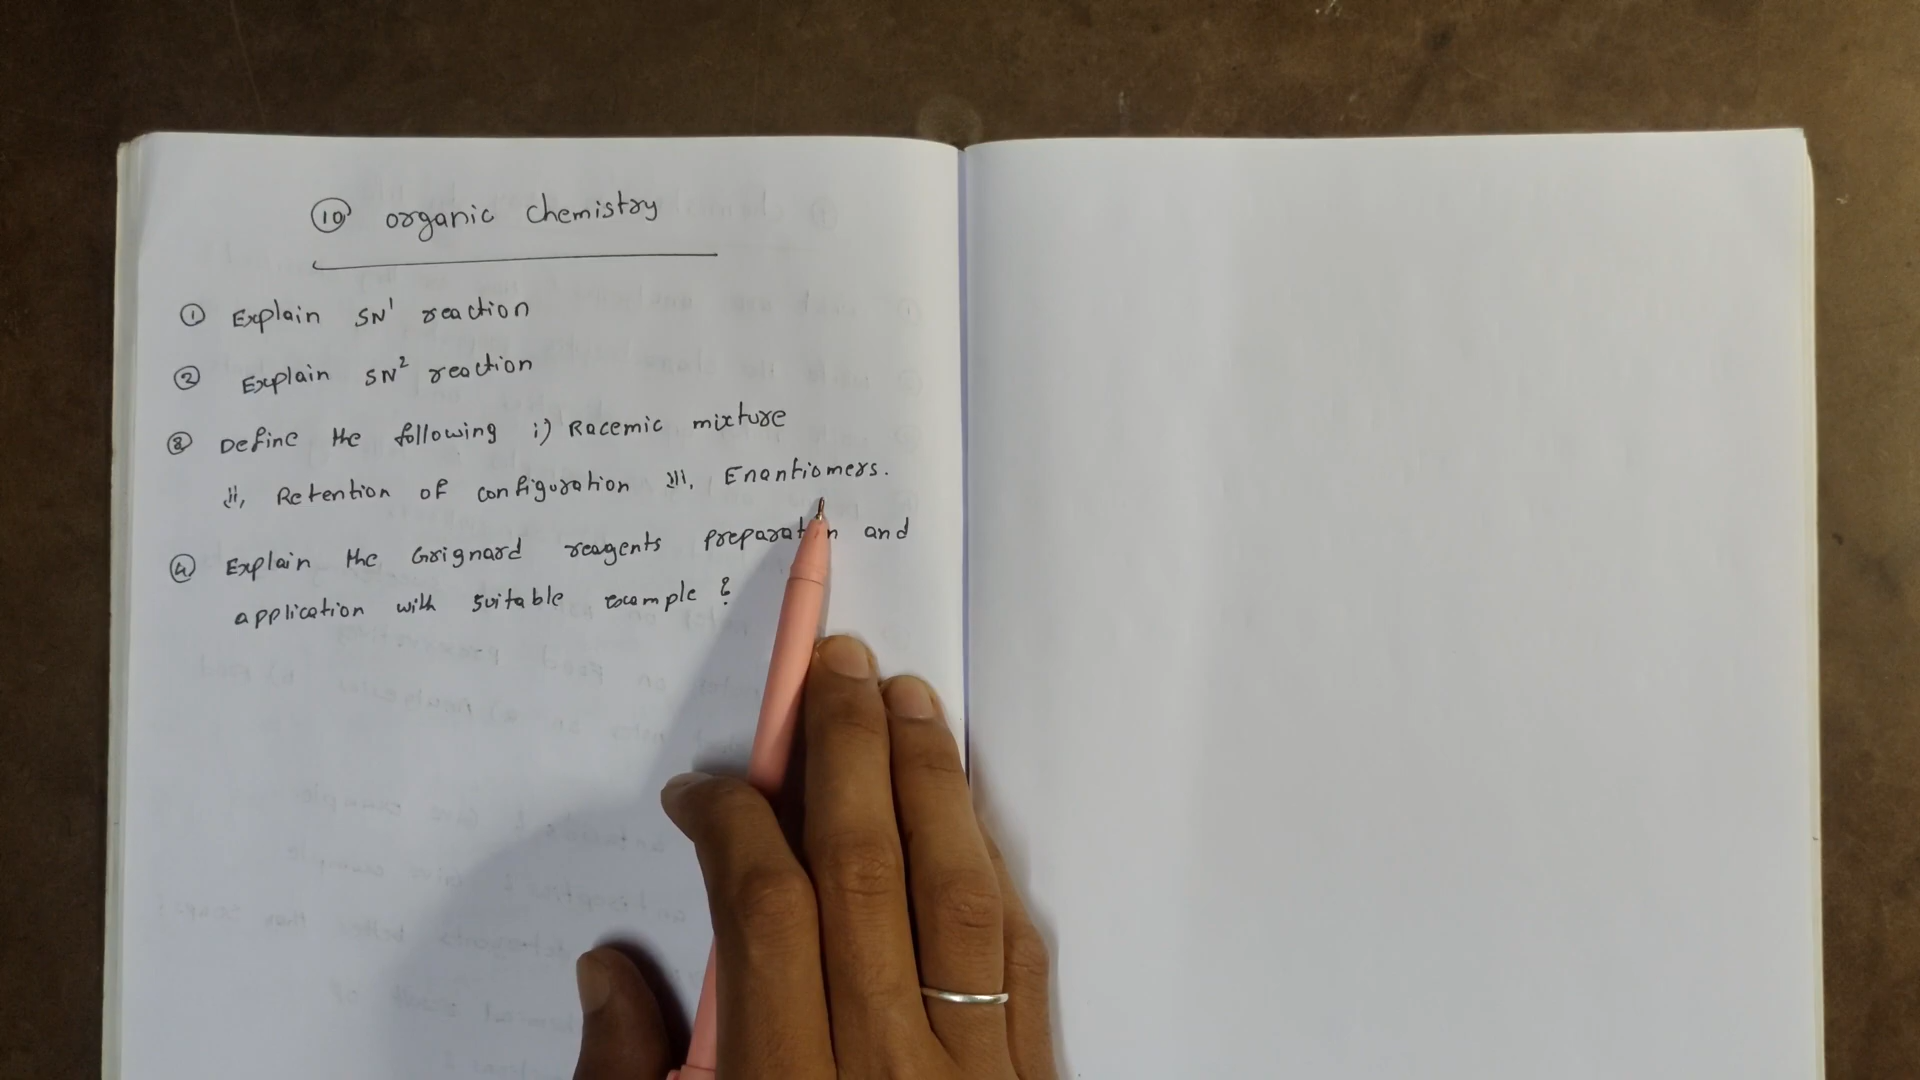 10 organic chemistry
① Explain SN¹ reaction
② Explain SN² reaction
③ Define the following i) Racemic mixture
ii, Retention of configuration iii, Enantiomers.
④ Explain the Grignard reagents preparation and
application with suitable example ?